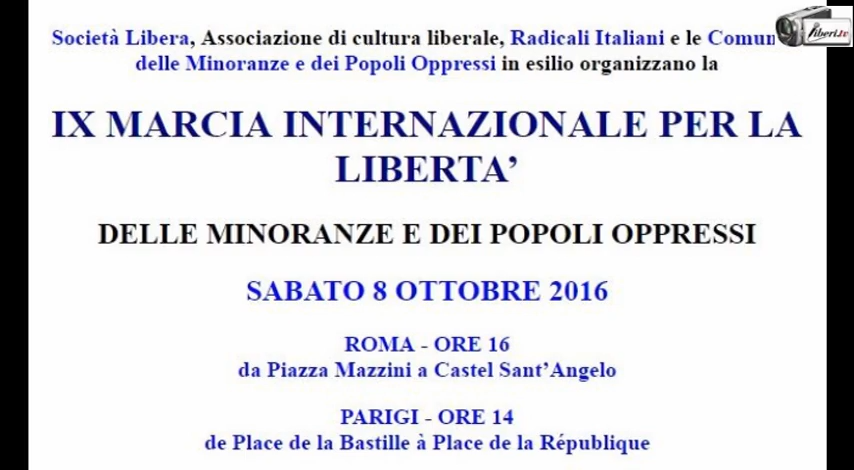 Società Libera, Associazione di cultura liberale, Radicali Italiani e le
delle Minoranze e dei Popoli Oppressi in esilio organizzano la
IX MARCIA INTERNAZIONALE PER LA
LIBERTA'
DELLE MINORANZE E DEI POPOLI OPPRESSI
SABATO 8 OTTOBRE 2016
ROMA - ORE 16
da Piazza Mazzini a Castel Sant'Angelo
PARIGI - ORE 14
de Place de la Bastille à Place de la République
Liberi.tv